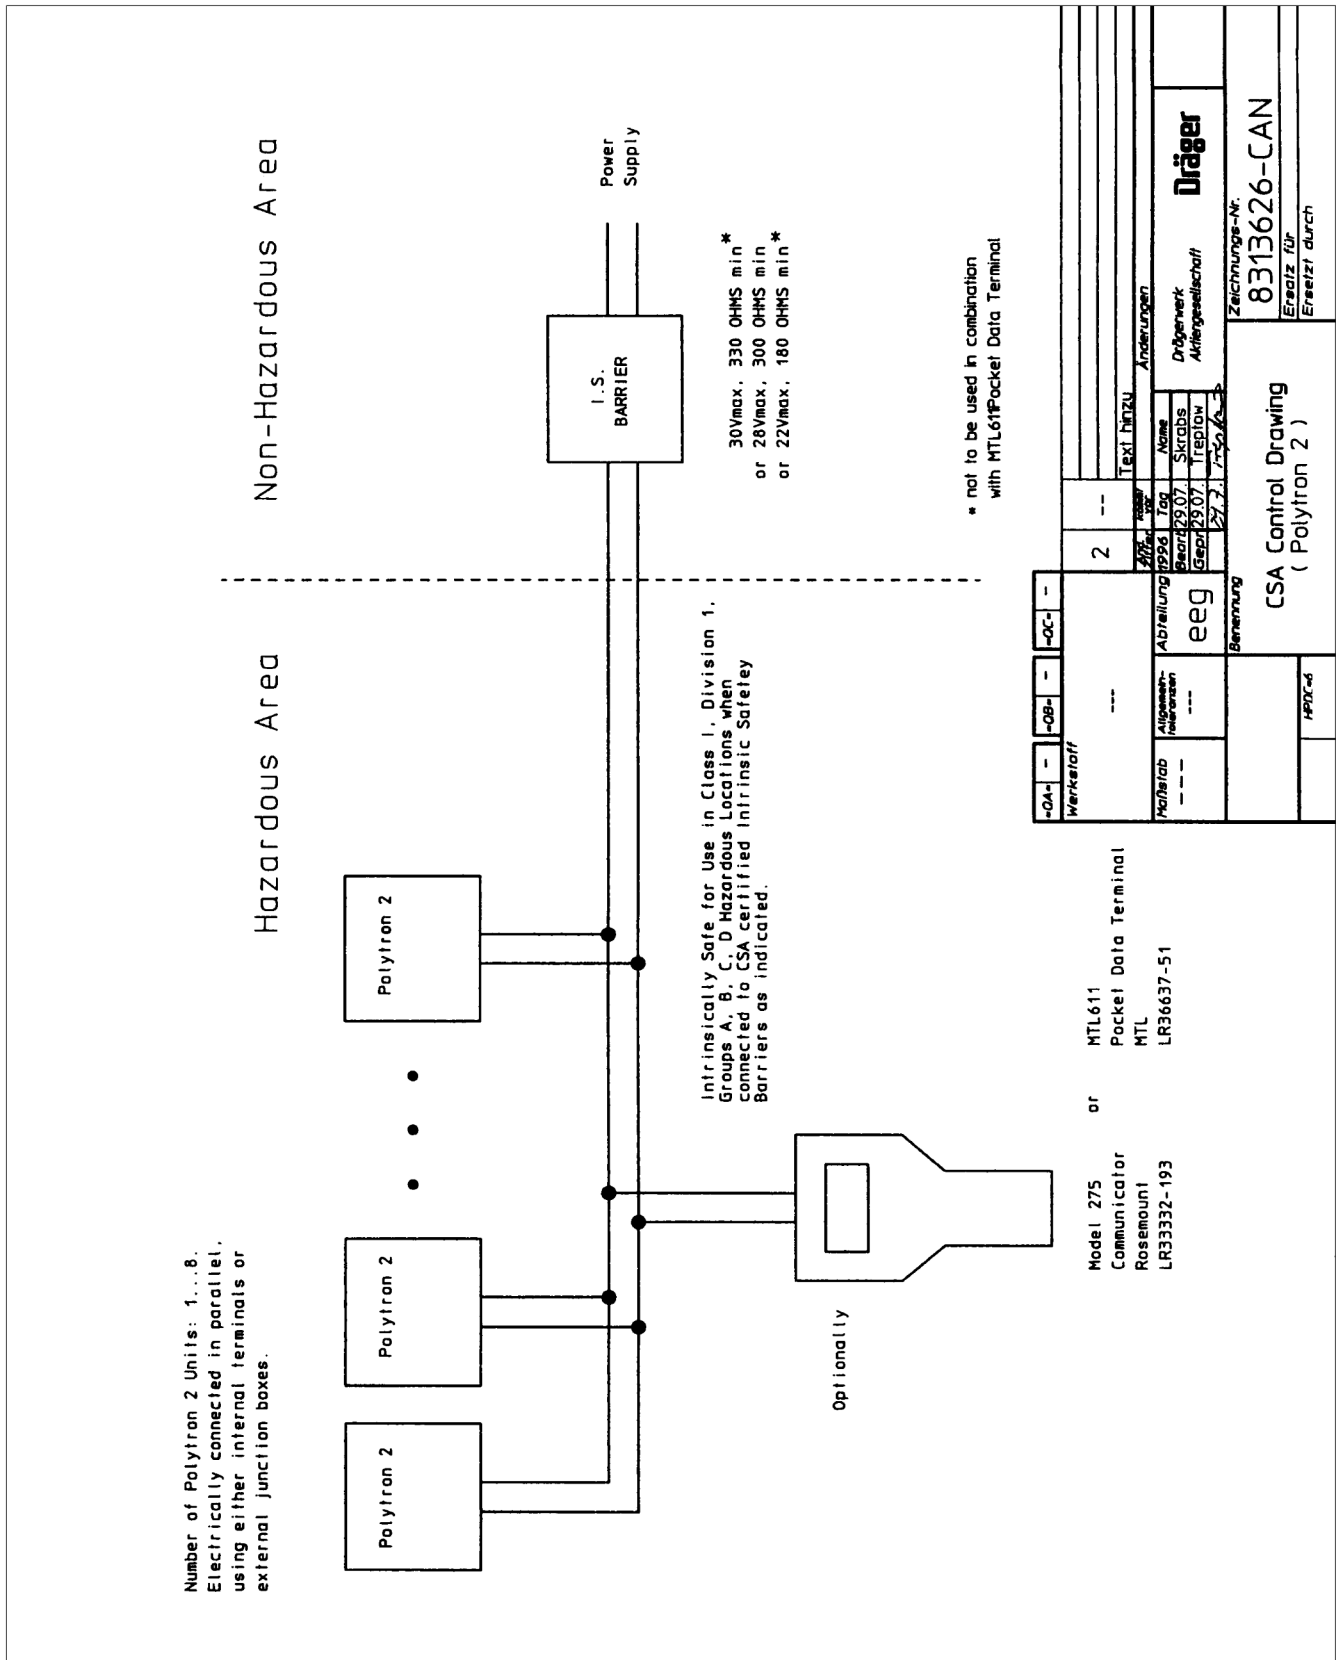 Number of Polytron 2 Units: 1...8.
Electrically connected in parallel,
using either internal terminals or
external junction boxes.
Hazardous Area
Non-Hazardous Area
Polytron 2
Polytron 2
Polytron 2
I.S.
BARRIER
Power
Supply
30Vmax, 330 OHMS min*
or 28Vmax, 300 OHMS min
or 22Vmax, 180 OHMS min*
Intrinsically Safe for Use in Class I, Division 1,
Groups A, B, C, D Hazardous Locations when
connected to CSA certified Intrinsic Safetey
Barriers as indicated.
* not to be used in combination
with MTL611Pocket Data Terminal
Optionally
Model 275
Communicator
Rosemount
LR33332-193
or
MTL611
Pocket Data Terminal
MTL
LR36637-51
-QA- - -QB- - -QC- -
Werkstoff
---
2 -- Text hinzu
Änderungen
Maßstab
---
Allgemein-
toleranzen
---
Abteilung
eeg
1996 Tag Name
Bearb 29.07. Skrabs
Gepr 29.07. Treptow
Drägerwerk
Aktiengesellschaft
Dräger
Benennung
CSA Control Drawing
( Polytron 2 )
Zeichnungs-Nr.
8313626-CAN
Ersatz für
Ersetzt durch